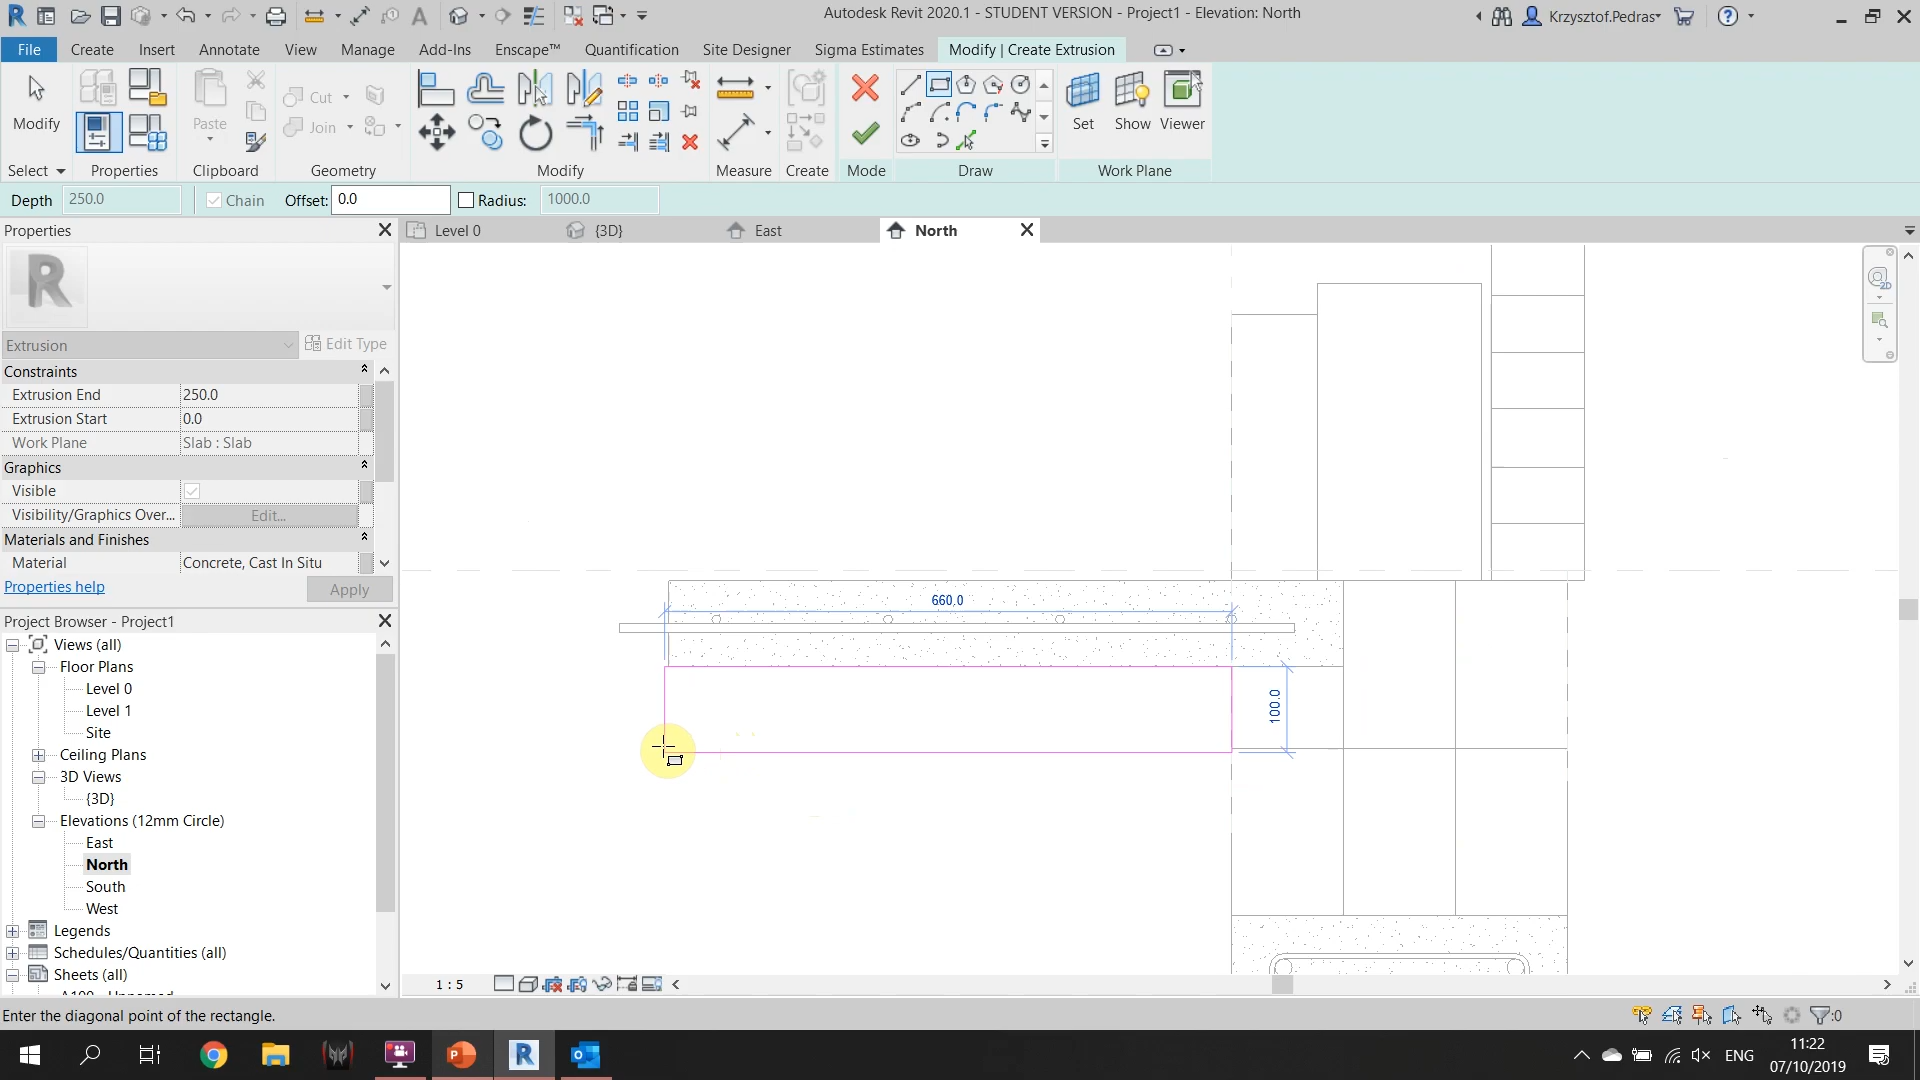 Autodesk Revit 2020.1 - STUDENT VERSION - Project1 - Elevation: North
Krzysztof.Pedras
File Create Insert Annotate View Manage Add-Ins Enscape™ Quantification Site Designer Sigma Estimates Modify | Create Extrusion
Modify
Paste
Cut
Join
Set Show Viewer
Select Properties Clipboard Geometry Modify Measure Create Mode Draw Work Plane
Depth 250.0 Chain Offset: 0.0 Radius: 1000.0
Properties
Level 0 {3D} East North
Extrusion Edit Type
Constraints
Extrusion End 250.0
Extrusion Start 0.0
Work Plane Slab : Slab
Graphics
Visible
Visibility/Graphics Over... Edit...
Materials and Finishes
Material Concrete, Cast In Situ
Properties help Apply
660,0
100.0
Project Browser - Project1
Views (all)
Floor Plans
Level 0
Level 1
Site
Ceiling Plans
3D Views
{3D}
Elevations (12mm Circle)
East
North
South
West
Legends
Schedules/Quantities (all)
Sheets (all)
1 : 5
Enter the diagonal point of the rectangle.
:0
ENG
11:22
07/10/2019